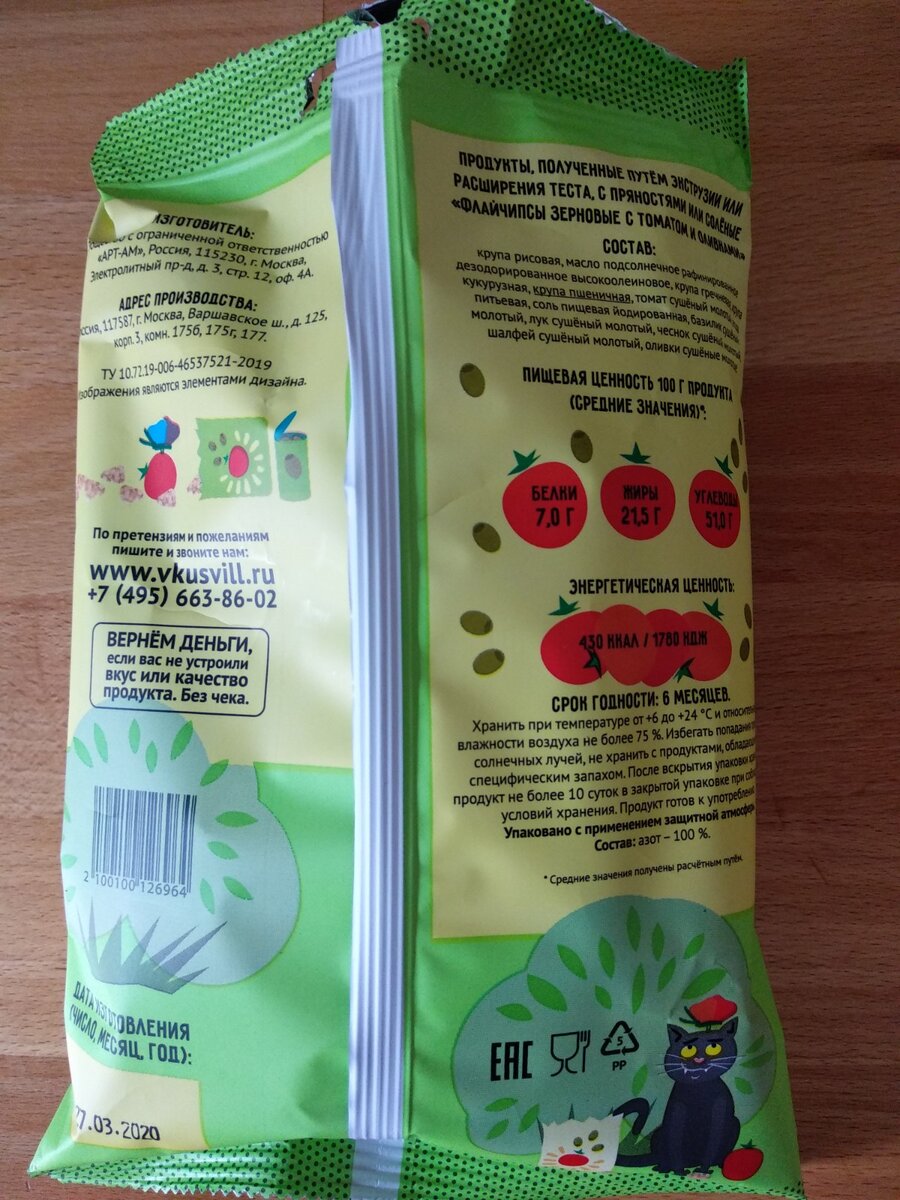 ИЗГОТОВИТЕЛЬ:
с ограниченной ответственностью
«АРТ-АМ», Россия, 115230, г. Москва,
Электролитный пр-д, д. 3, стр. 12, оф. 4А.
АДРЕС ПРОИЗВОДСТВА:
117587, г. Москва, Варшавское ш., д. 125,
корп. 3, комн. 175б, 175г, 177.
ТУ 10.72.19-006-46537521-2019
Изображения являются элементами дизайна.
По претензиям и пожеланиям
пишите и звоните нам:
www.vkusvill.ru
+7 (495) 663-86-02
ВЕРНЁМ ДЕНЬГИ,
если вас не устроили
вкус или качество
продукта. Без чека.
2 100100 126964
ДАТА ИЗГОТОВЛЕНИЯ
(ЧИСЛО, МЕСЯЦ, ГОД):
7.03.2020
ПРОДУКТЫ, ПОЛУЧЕННЫЕ ПУТЁМ ЭКСТРУЗИИ ИЛИ
РАСШИРЕНИЯ ТЕСТА, С ПРЯНОСТЯМИ ИЛИ СОЛЁНЫЕ
«ФЛАЙЧИПСЫ ЗЕРНОВЫЕ С ТОМАТОМ И ОЛИВКАМИ»
СОСТАВ:
крупа рисовая, масло подсолнечное рафинированное
дезодорированное высокоолеиновое, крупа
кукурузная, крупа пшеничная, томат сушёный
питьевая, соль пищевая йодированная, базилик
молотый, лук сушёный молотый, чеснок сушёный
шалфей сушёный молотый, оливки сушёные
ПИЩЕВАЯ ЦЕННОСТЬ 100 Г ПРОДУКТА
(СРЕДНИЕ ЗНАЧЕНИЯ)*:
БЕЛКИ ЖИРЫ УГЛЕВОДЫ
7,0 Г 21,5 Г 51,0 Г
ЭНЕРГЕТИЧЕСКАЯ ЦЕННОСТЬ:
430 ККАЛ / 1780 КДЖ
СРОК ГОДНОСТИ: 6 МЕСЯЦЕВ.
Хранить при температуре от +6 до +24 °С и
влажности воздуха не более 75 %. Избегать попадания
солнечных лучей, не хранить с продуктами,
специфическим запахом. После вскрытия упаковки
продукт не более 10 суток в закрытой упаковке при
условий хранения. Продукт готов к употреблению.
Упаковано с применением защитной
Состав: азот – 100 %.
* Средние значения получены расчётным путём.
EAC
5
PP